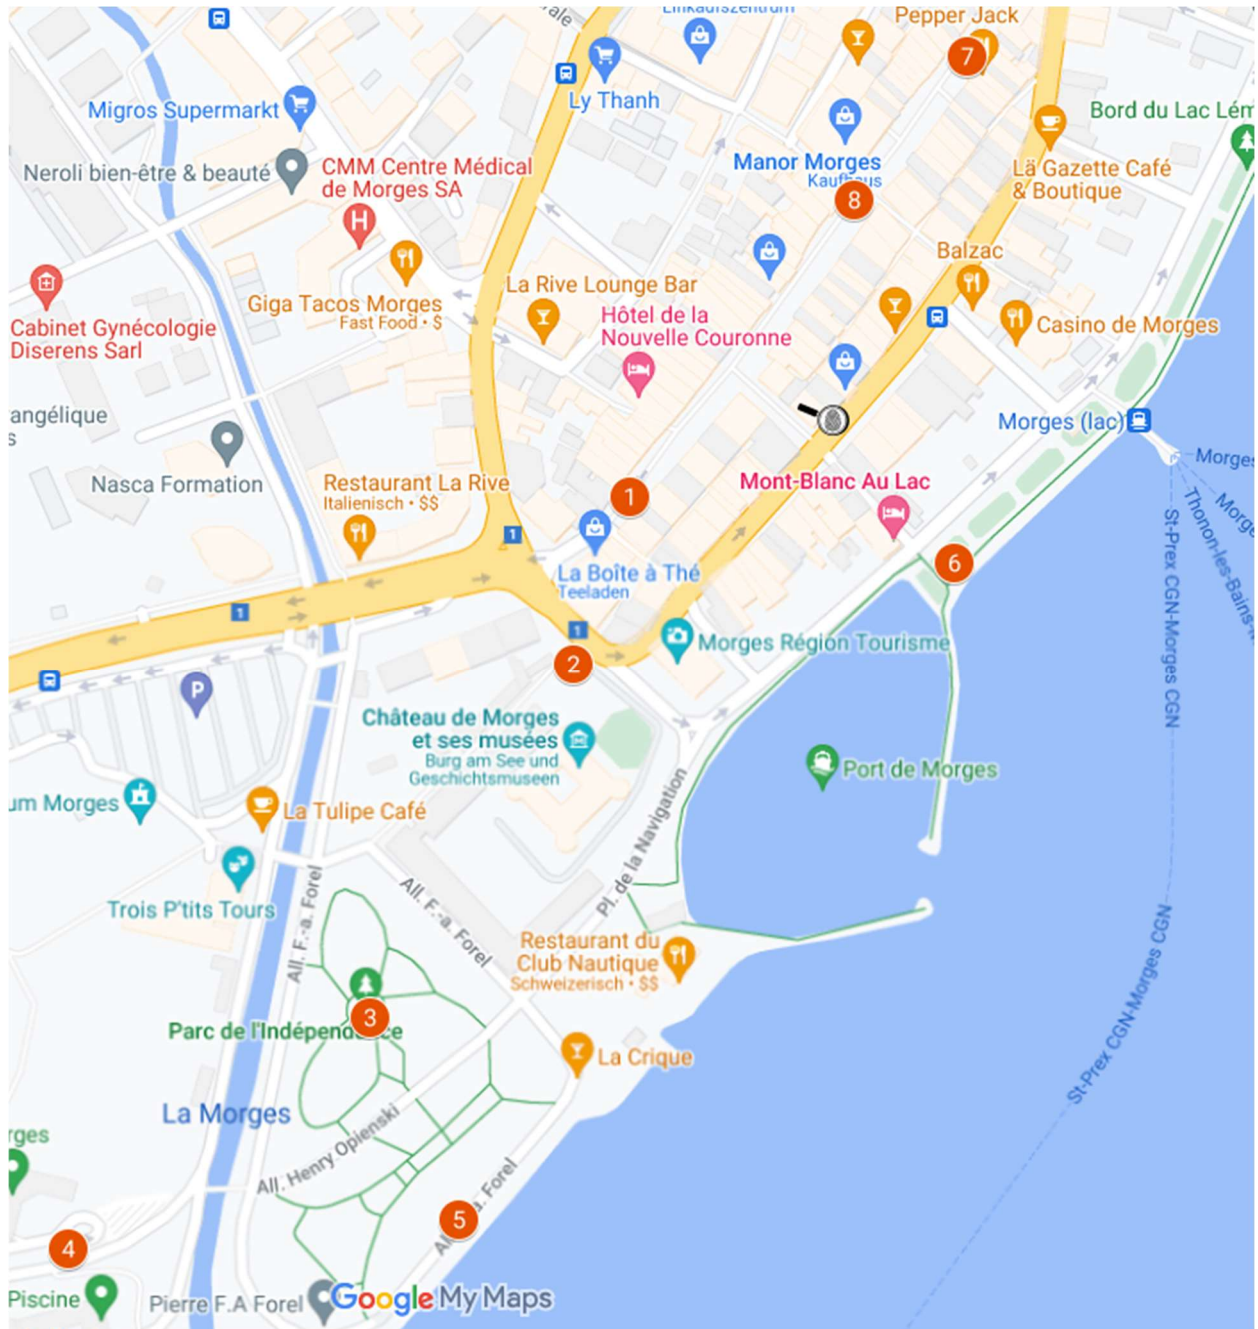 Pepper Jack
7
Ly Thanh
Migros Supermarkt
Bord du Lac Lém
Neroli bien-être & beauté
CMM Centre Médical
de Morges SA
H
Manor Morges
Kaufhaus
8
Lä Gazette Café
& Boutique
Balzac
Giga Tacos Morges
Fast Food • $
La Rive Lounge Bar
Hôtel de la
Nouvelle Couronne
Casino de Morges
Cabinet Gynécologie
Diserens Sarl
angélique
s
Morges (lac)
Nasca Formation
Restaurant La Rive
Italienisch • $$
1
Mont-Blanc Au Lac
Morges
Morge
Thonon-les-Bains
St-Prex CGN-Morges CGN
1
La Boîte à Thé
Teeladen
6
1
1
2
Morges Région Tourisme
P
Château de Morges
et ses musées
Burg am See und
Geschichtsmuseen
Port de Morges
um Morges
La Tulipe Café
Pl. de la Navigation
Trois P'tits Tours
All. F.-a. Forel
All. F.-a. Forel
Restaurant du
Club Nautique
Schweizerisch • $$
St-Prex CGN-Morges CGN
3
Parc de l'Indépendance
La Crique
La Morges
All. Henry Opienski
rges
5
a. Forel
4
Piscine
Pierre F.A Forel
Google My Maps